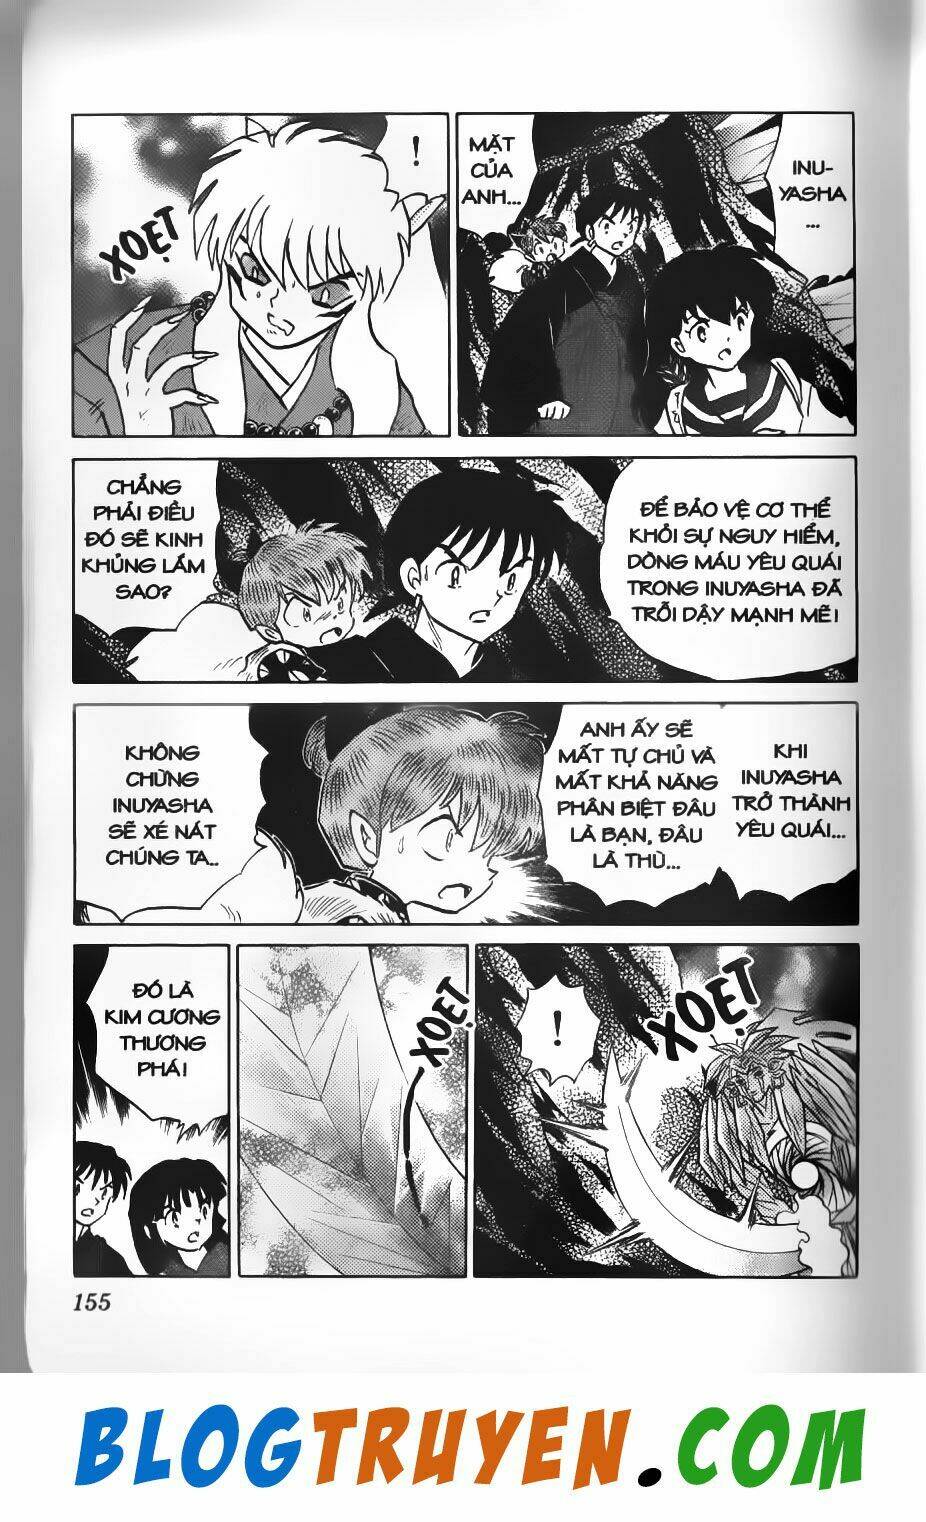 INU-
YASHA
...
MẶT
CỦA
ANH...
!
XOẸT
ĐỂ BẢO VỆ CƠ THỂ
KHỎI SỰ NGUY HIỂM,
DÒNG MÁU YÊU QUÁI
TRONG INUYASHA ĐÃ
TRỖI DẬY MẠNH MẼ!
CHẲNG
PHẢI ĐIỀU
ĐÓ SẼ KINH
KHỦNG LẮM
SAO?
KHI
INUYASHA
TRỞ THÀNH
YÊU QUÁI...
ANH ẤY SẼ
MẤT TỰ CHỦ VÀ
MẤT KHẢ NĂNG
PHÂN BIỆT ĐÂU
LÀ BẠN, ĐÂU
LÀ THÙ...
KHÔNG
CHỪNG
INUYASHA
SẼ XÉ NÁT
CHÚNG TA..
XOẸT
!
XOẸT
ĐÓ LÀ
KIM CƯƠNG
THƯƠNG
PHÁ!
155
BLOGTRUYEN.COM